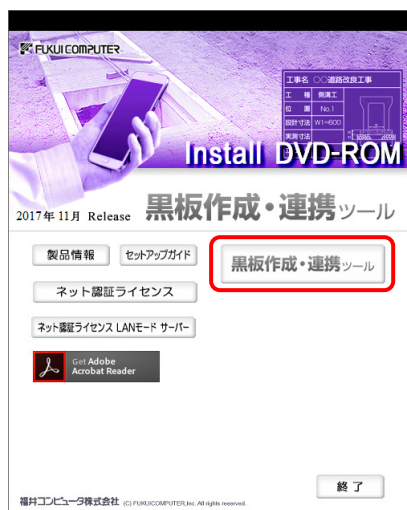 FUKUI COMPUTER
工事名 ○○道路改良工事
工 種 側溝工
位 置 No.1
設計寸法 W1=600
実測寸法
Install DVD-ROM
2017年11月 Release 黒板作成・連携ツール
製品情報 セットアップガイド
黒板作成・連携ツール
ネット認証ライセンス
ネット認証ライセンス LANモード サーバー
Get Adobe
Acrobat Reader
終了
福井コンピュータ株式会社 (C) FUKUICOMPUTER,Inc. All rights reserved.